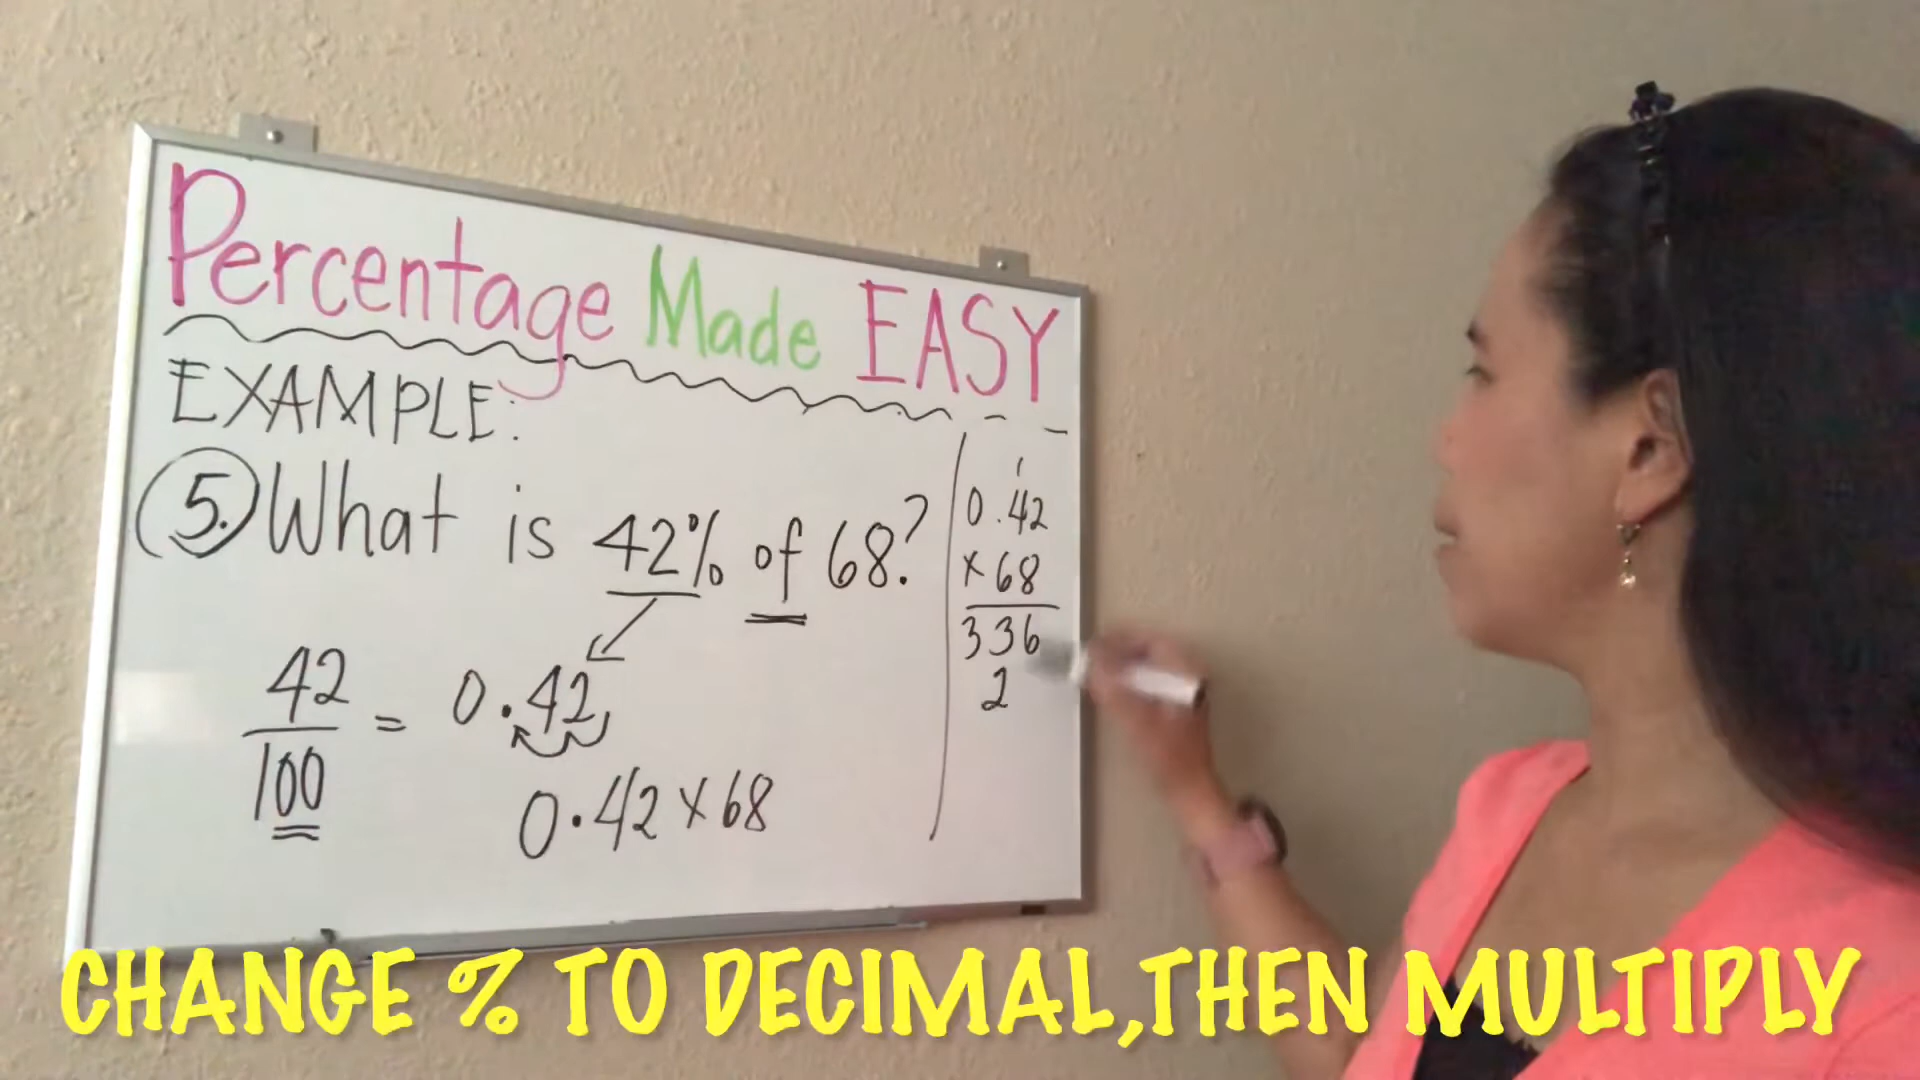 Percentage Made EASY
EXAMPLE:
5. What is 42% of 68?
42
100
= 0.42
0.42 x 68
1
0.42
x 68
336
2
CHANGE % TO DECIMAL,THEN MULTIPLY